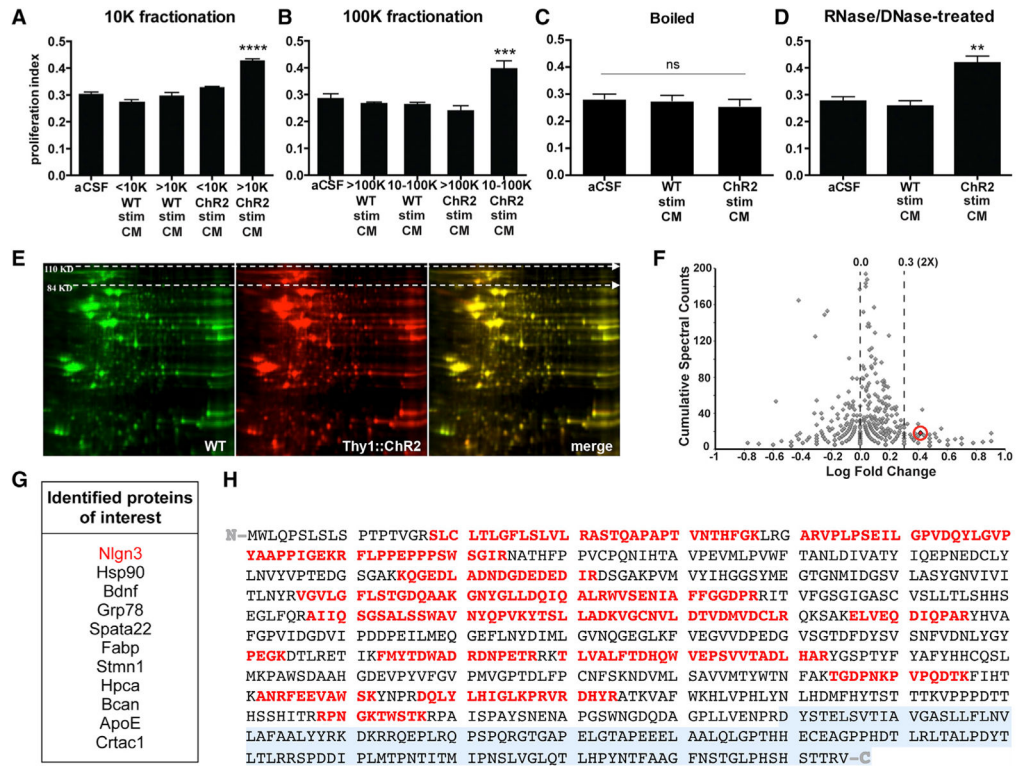 A
10K fractionation
proliferation index
0.5
0.4
0.3
0.2
0.1
0.0
****
aCSF
<10K WT stim CM
>10K WT stim CM
<10K ChR2 stim CM
>10K ChR2 stim CM
B
100K fractionation
0.5
0.4
0.3
0.2
0.1
0.0
***
aCSF
>100K WT stim CM
10-100K WT stim CM
>100K ChR2 stim CM
10-100K ChR2 stim CM
C
Boiled
0.5
0.4
0.3
0.2
0.1
0.0
ns
aCSF
WT stim CM
ChR2 stim CM
D
RNase/DNase-treated
0.5
0.4
0.3
0.2
0.1
0.0
**
aCSF
WT stim CM
ChR2 stim CM
E
110 KD
84 KD
WT
Thy1::ChR2
merge
F
0.0
0.3 (2X)
Cumulative Spectral Counts
200
160
120
80
40
0
-1 -0.8 -0.6 -0.4 -0.2 0.0 0.2 0.4 0.6 0.8 1.0
Log Fold Change
G
Identified proteins
of interest
Nlgn3
Hsp90
Bdnf
Grp78
Spata22
Fabp
Stmn1
Hpca
Bcan
ApoE
Crtac1
H
N-MWLQPSLSLS PTPTVGRSLC LTLGFLSLVL RASTQAPAPT VNTHFGKLRG ARVPLPSEIL GPVDQYLGVP
YAAPPIGEKR FLPPEPPPSW SGIRNATHFP PVCPQNIHTA VPEVMLPVWF TANLDIVATY IQEPNEDCLY
LNVYVPTEDG SGAKKQGEDL ADNDGDEDED IRDSGAKPVM VYIHGGSYME GTGNMIDGSV LASYGNVIVI
TLNYRVGVLG FLSTGDQAAK GNYGLLDQIQ ALRWVSENIA FFGGDPRRIT VFGSGIGASC VSLLTLSHHS
EGLFQRAIIQ SGSALSSWAV NYQPVKYTSL LADKVGCNVL DTVDMVDCLR QKSAKELVEQ DIQPARYHVA
FGPVIDGDVI PDDPEILMEQ GEFLNYDIML GVNQGEGLKF VEGVVDPEDG VSGTDFDYSV SNFVDNLYGY
PEGKDTLRET IKFMYTDWAD RDNPETRRKT LVALFTDHQW VEPSVVTADL HARYGSPTYF YAFYHHCQSL
MKPAWSDAAH GDEVPYVFGV PMVGPTDLFP CNFSKNDVML SAVVMTYWTN FAKTGDPNKP VPQDTKFIHT
KANRFEEVAW SKYNPRDQLY LHIGLKPRVR DHYRATKVAF WKHLVPHLYN LHDMFHYTST TTKVPPPDTT
HSSHITRRPN GKTWSTKRPA ISPAYSNENA PGSWNGDQDA GPLLVENPRD YSTELSVTIA VGASLLFLNV
LAFAALYYRK DKRRQEPLRQ PSPQRGTGAP ELGTAPEEEL AALQLGPTHH ECEAGPPHDT LRLTALPDYT
LTLRRSPDDI PLMTPNTITM IPNSLVGLQT LHPYNTFAAG FNSTGLPHSH STTRV-C